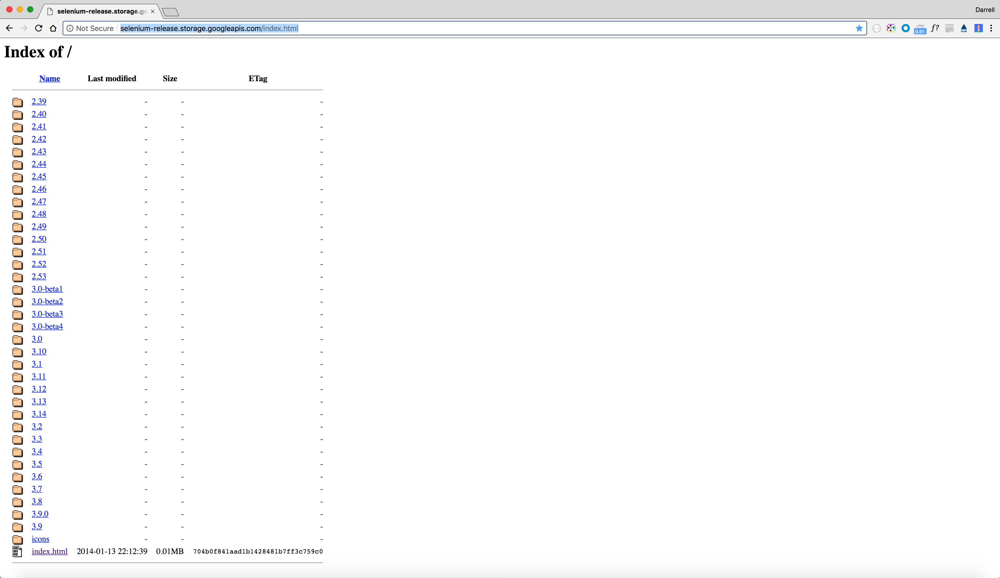 selenium-release.storage.go
Darrell
Not Secure selenium-release.storage.googleapis.com/index.html
0.51 f? axe
Index of /
Name Last modified Size ETag
2.39 - - -
2.40 - - -
2.41 - - -
2.42 - - -
2.43 - - -
2.44 - - -
2.45 - - -
2.46 - - -
2.47 - - -
2.48 - - -
2.49 - - -
2.50 - - -
2.51 - - -
2.52 - - -
2.53 - - -
3.0-beta1 - - -
3.0-beta2 - - -
3.0-beta3 - - -
3.0-beta4 - - -
3.0 - - -
3.10 - - -
3.1 - - -
3.11 - - -
3.12 - - -
3.13 - - -
3.14 - - -
3.2 - - -
3.3 - - -
3.4 - - -
3.5 - - -
3.6 - - -
3.7 - - -
3.8 - - -
3.9.0 - - -
3.9 - - -
icons - - -
index.html 2014-01-13 22:12:39 0.01MB 704b0f841aad1b1428481b7ff3c759c0